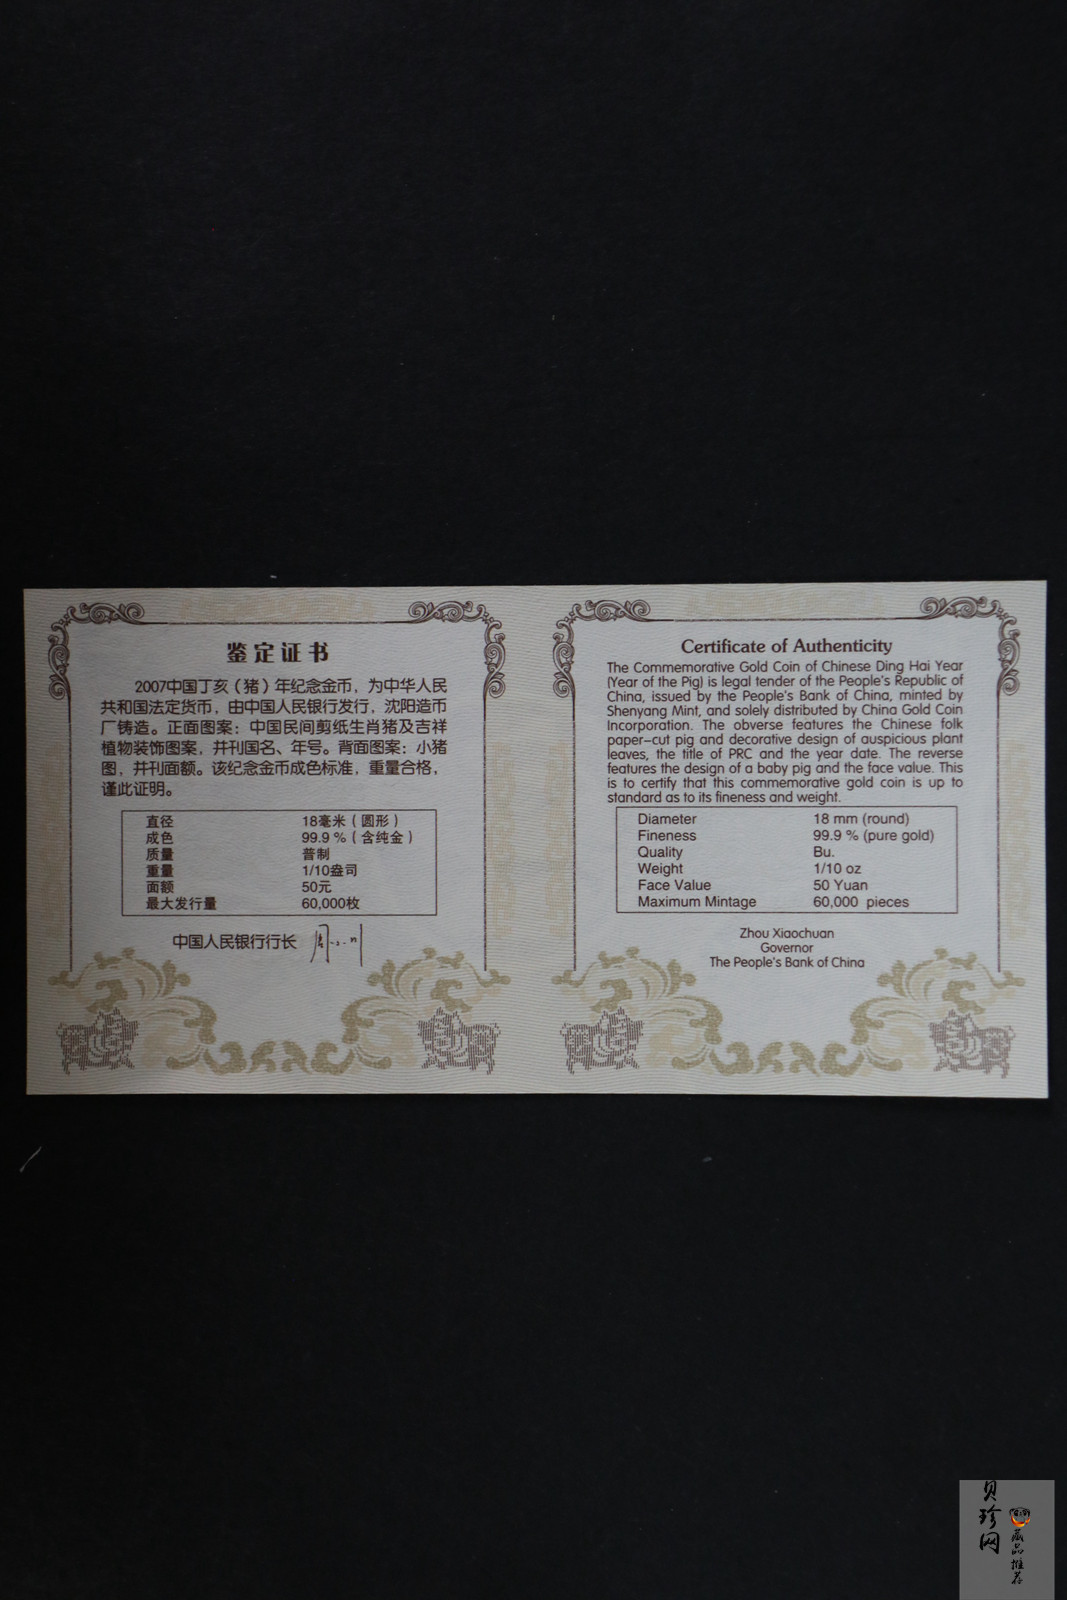 鉴定证书
2007中国丁亥（猪）年纪念金币，为中华人民
共和国法定货币，由中国人民银行发行，沈阳造币
厂铸造。正面图案：中国民间剪纸生肖猪及吉祥
植物装饰图案，并刊国名、年号。背面图案：小猪
图，并刊面额。该纪念金币成色标准，重量合格，
谨此证明。
直径 18毫米（圆形）
成色 99.9 %（含纯金）
质量 普制
重量 1/10盎司
面额 50元
最大发行量 60,000枚
中国人民银行行长
Certificate of Authenticity
The Commemorative Gold Coin of Chinese Ding Hai Year
(Year of the Pig) is legal tender of the People's Republic of
China, issued by the People's Bank of China, minted by
Shenyang Mint, and solely distributed by China Gold Coin
Incorporation. The obverse features the Chinese folk
paper-cut pig and decorative design of auspicious plant
leaves, the title of PRC and the year date. The reverse
features the design of a baby pig and the face value. This
is to certify that this commemorative gold coin is up to
standard as to its fineness and weight.
Diameter 18 mm (round)
Fineness 99.9 % (pure gold)
Quality Bu.
Weight 1/10 oz
Face Value 50 Yuan
Maximum Mintage 60,000 pieces
Zhou Xiaochuan
Governor
The People's Bank of China
贝珍网
藏品推荐